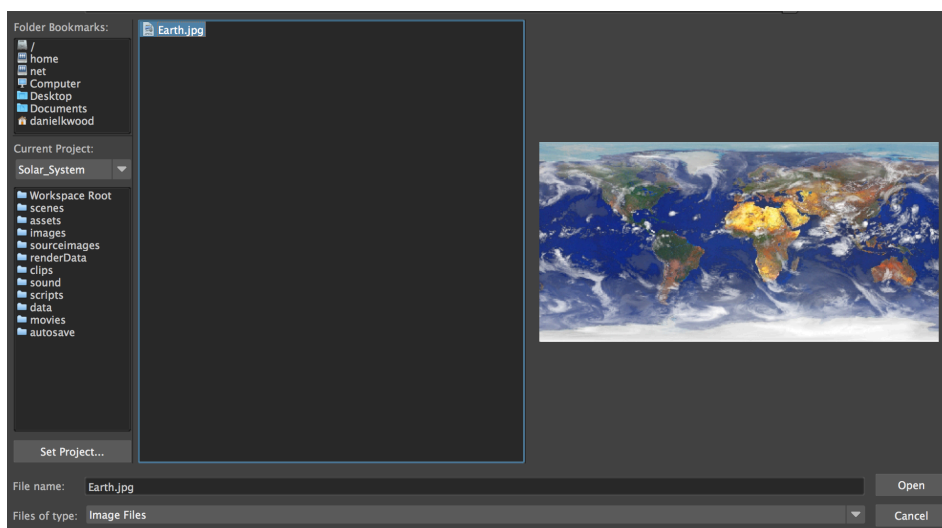 Folder Bookmarks:
/
home
net
Computer
Desktop
Documents
danielkwood
Current Project:
Solar_System
Workspace Root
scenes
assets
images
sourceimages
renderData
clips
sound
scripts
data
movies
autosave
Set Project...
Earth.jpg
File name: Earth.jpg Open
Files of type: Image Files Cancel